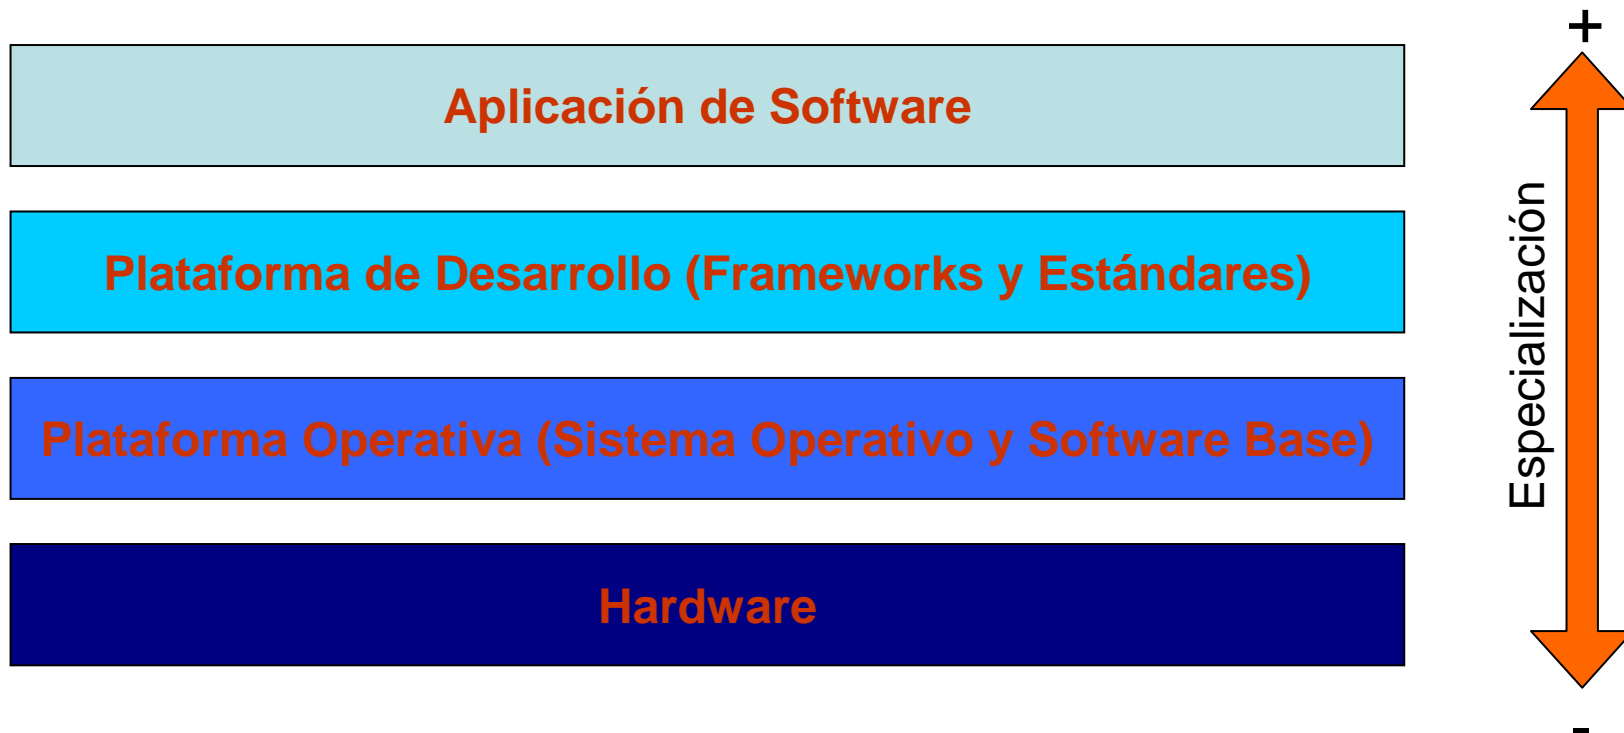 +
Aplicación de Software
Plataforma de Desarrollo (Frameworks y Estándares)
Especialización
Plataforma Operativa (Sistema Operativo y Software Base)
Hardware
-